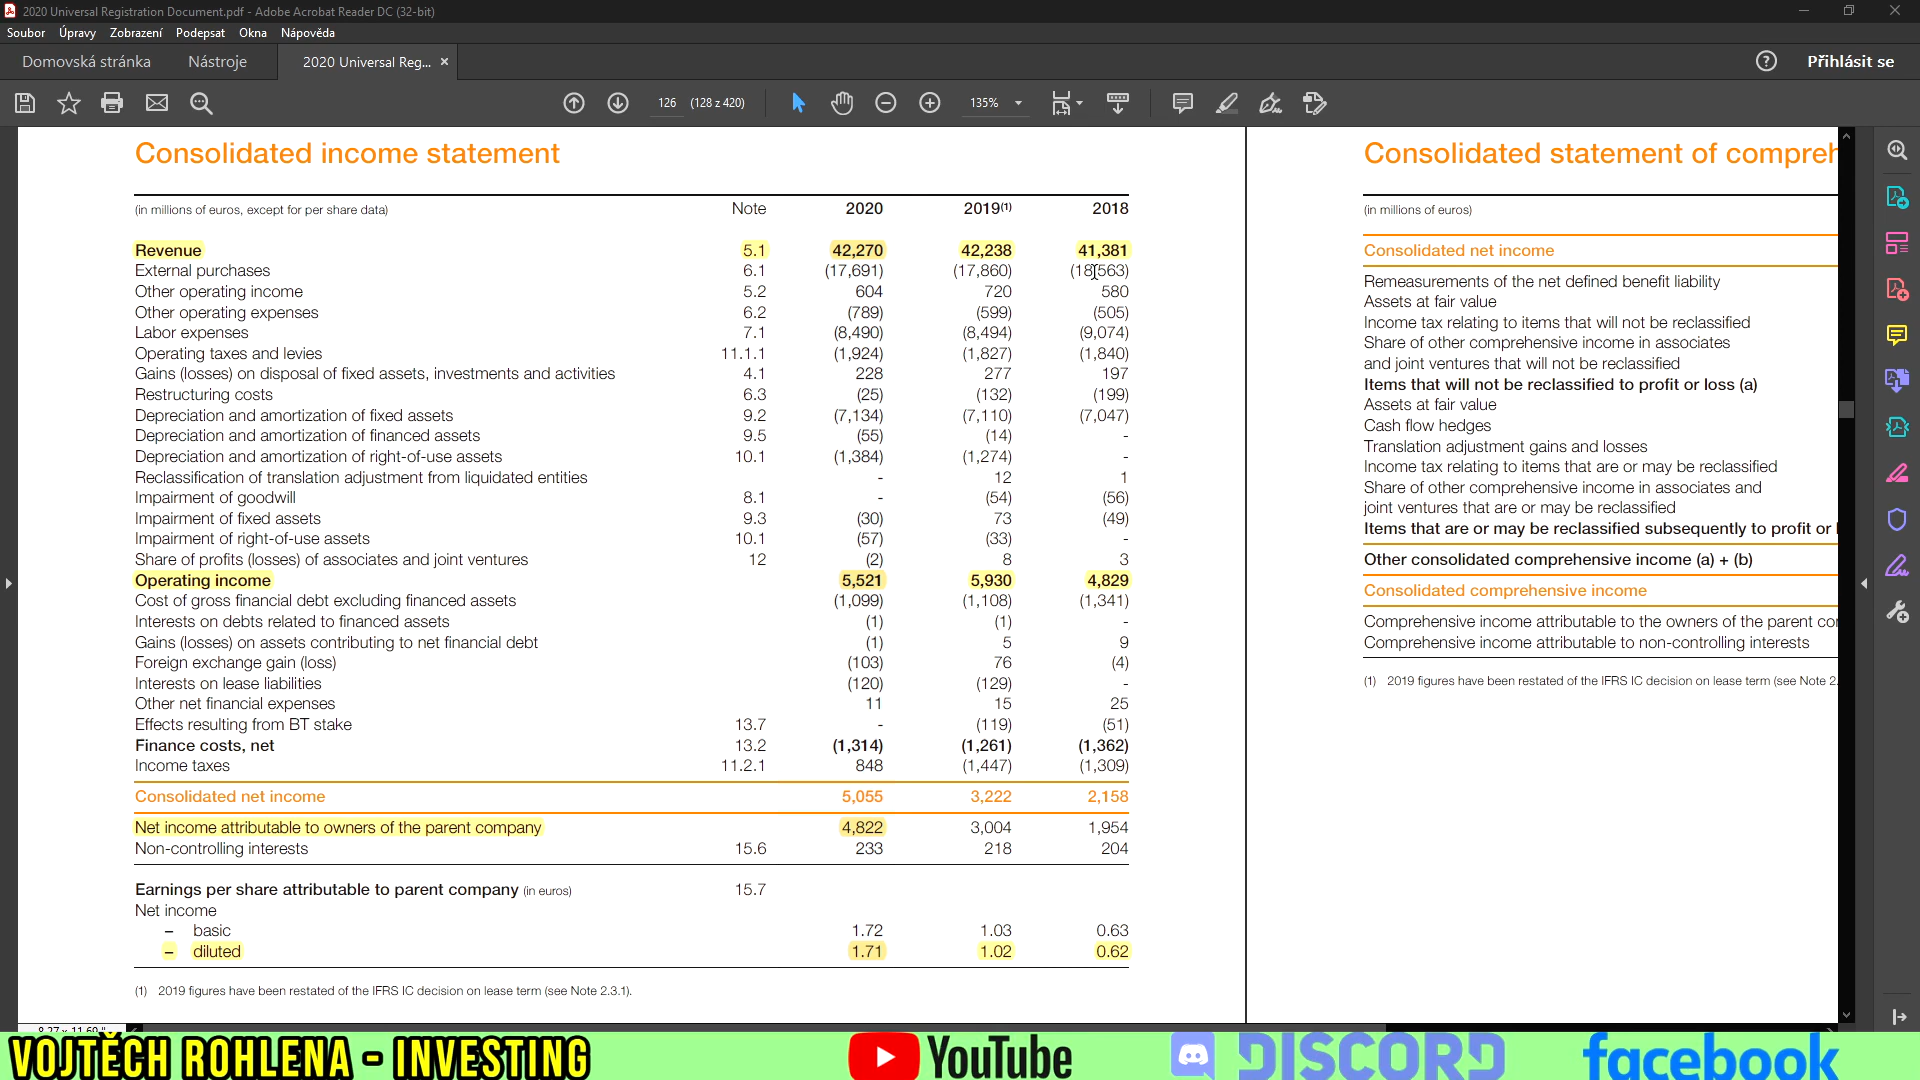 2020 Universal Registration Document.pdf - Adobe Acrobat Reader DC (32-bit)
Soubor Úpravy Zobrazení Podepsat Okna Nápověda
Domovská stránka Nástroje 2020 Universal Reg... × Přihlásit se
126 (128 z 420) 135%
Consolidated income statement
(in millions of euros, except for per share data) Note 2020 2019(1) 2018
Revenue 5.1 42,270 42,238 41,381
External purchases 6.1 (17,691) (17,860) (18,563)
Other operating income 5.2 604 720 580
Other operating expenses 6.2 (789) (599) (505)
Labor expenses 7.1 (8,490) (8,494) (9,074)
Operating taxes and levies 11.1.1 (1,924) (1,827) (1,840)
Gains (losses) on disposal of fixed assets, investments and activities 4.1 228 277 197
Restructuring costs 6.3 (25) (132) (199)
Depreciation and amortization of fixed assets 9.2 (7,134) (7,110) (7,047)
Depreciation and amortization of financed assets 9.5 (55) (14) -
Depreciation and amortization of right-of-use assets 10.1 (1,384) (1,274) -
Reclassification of translation adjustment from liquidated entities - 12 1
Impairment of goodwill 8.1 - (54) (56)
Impairment of fixed assets 9.3 (30) 73 (49)
Impairment of right-of-use assets 10.1 (57) (33) -
Share of profits (losses) of associates and joint ventures 12 (2) 8 3
Operating income 5,521 5,930 4,829
Cost of gross financial debt excluding financed assets (1,099) (1,108) (1,341)
Interests on debts related to financed assets (1) (1) -
Gains (losses) on assets contributing to net financial debt (1) 5 9
Foreign exchange gain (loss) (103) 76 (4)
Interests on lease liabilities (120) (129) -
Other net financial expenses 11 15 25
Effects resulting from BT stake 13.7 - (119) (51)
Finance costs, net 13.2 (1,314) (1,261) (1,362)
Income taxes 11.2.1 848 (1,447) (1,309)
Consolidated net income 5,055 3,222 2,158
Net income attributable to owners of the parent company 4,822 3,004 1,954
Non-controlling interests 15.6 233 218 204
Earnings per share attributable to parent company (in euros) 15.7
Net income
– basic 1.72 1.03 0.63
– diluted 1.71 1.02 0.62
(1) 2019 figures have been restated of the IFRS IC decision on lease term (see Note 2.3.1).
Consolidated statement of
(in millions of euros)
Consolidated net income
Remeasurements of the net defined benefit liability
Assets at fair value
Income tax relating to items that will not be reclassified
Share of other comprehensive income in associates
and joint ventures that will not be reclassified
Items that will not be reclassified to profit or loss (a)
Assets at fair value
Cash flow hedges
Translation adjustment gains and losses
Income tax relating to items that are or may be reclassified
Share of other comprehensive income in associates and
joint ventures that are or may be reclassified
Items that are or may be reclassified subsequently to profit or
Other consolidated comprehensive income (a) + (b)
Consolidated comprehensive income
Comprehensive income attributable to the owners of the parent
Comprehensive income attributable to non-controlling interests
(1) 2019 figures have been restated of the IFRS IC decision on lease term (see Note 2.
VOJTĚCH ROHLENA - INVESTING YouTube DISCORD facebook